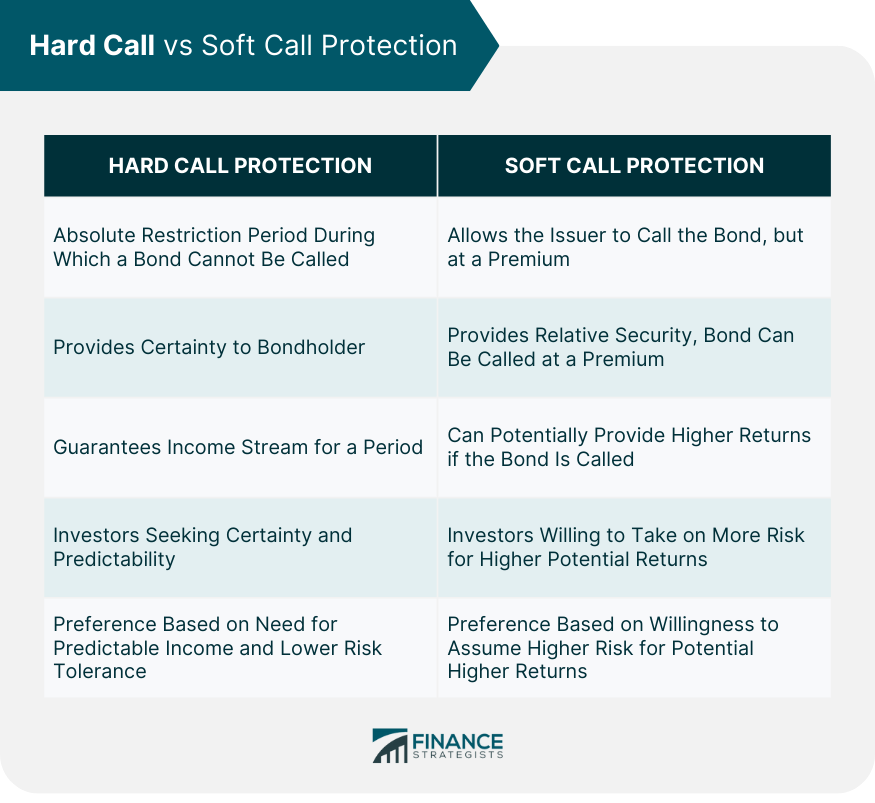 Hard Call vs Soft Call Protection
HARD CALL PROTECTION
SOFT CALL PROTECTION
Absolute Restriction Period During
Which a Bond Cannot Be Called
Allows the Issuer to Call the Bond, but
at a Premium
Provides Certainty to Bondholder
Provides Relative Security, Bond Can
Be Called at a Premium
Guarantees Income Stream for a Period
Can Potentially Provide Higher Returns
if the Bond Is Called
Investors Seeking Certainty and
Predictability
Investors Willing to Take on More Risk
for Higher Potential Returns
Preference Based on Need for
Predictable Income and Lower Risk
Tolerance
Preference Based on Willingness to
Assume Higher Risk for Potential
Higher Returns
FINANCE
STRATEGISTS